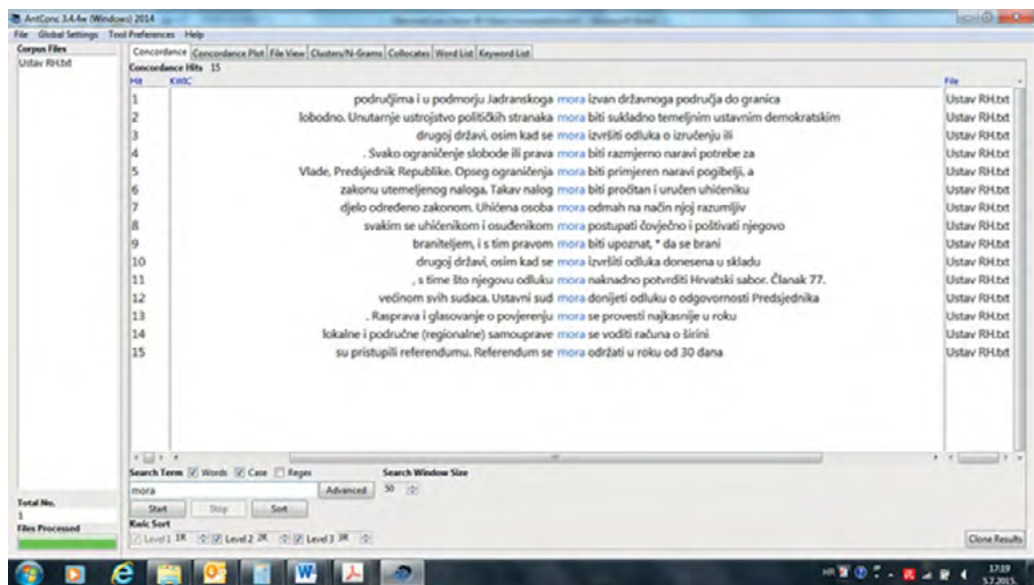 AntConc 3.4.4w (Windows) 2014
File Global Settings Tool Preferences Help
Corpus Files
Ustav RH.txt
Concordance Concordance Plot File View Clusters/N-Grams Collocates Word List Keyword List
Concordance Hits 15
Hit KWIC File
1 područjima i u podmorju Jadranskoga mora izvan državnoga područja do granica Ustav RH.txt
2 lobodno. Unutarnje ustrojstvo političkih stranaka mora biti sukladno temeljnim ustavnim demokratskim Ustav RH.txt
3 drugoj državi, osim kad se mora izvršiti odluka o izručenju ili Ustav RH.txt
4 . Svako ograničenje slobode ili prava mora biti razmjerno naravi potrebe za Ustav RH.txt
5 Vlade, Predsjednik Republike. Opseg ograničenja mora biti primjeren naravi pogibelji, a Ustav RH.txt
6 zakonu utemeljenog naloga. Takav nalog mora biti pročitan i uručen uhićeniku Ustav RH.txt
7 djelo određeno zakonom. Uhićena osoba mora odmah na način njoj razumljiv Ustav RH.txt
8 svakim se uhićenikom i osuđenikom mora postupati čovječno i poštivati njegovo Ustav RH.txt
9 braniteljem, i s tim pravom mora biti upoznat, * da se brani Ustav RH.txt
10 drugoj državi, osim kad se mora izvršiti odluka donesena u skladu Ustav RH.txt
11 , s time što njegovu odluku mora naknadno potvrditi Hrvatski sabor. Članak 77. Ustav RH.txt
12 većinom svih sudaca. Ustavni sud mora donijeti odluku o odgovornosti Predsjednika Ustav RH.txt
13 . Rasprava i glasovanje o povjerenju mora se provesti najkasnije u roku Ustav RH.txt
14 lokalne i područne (regionalne) samouprave mora se voditi računa o širini Ustav RH.txt
15 su pristupili referendumu. Referendum se mora održati u roku od 30 dana Ustav RH.txt
Search Term Words Case Regex Search Window Size
mora Advanced 50
Start Stop Sort
Total No.
1
Files Processed
Kwic Sort
Level 1 1R Level 2 2R Level 3 3R Clone Results
HR 17:19
5.7.2015